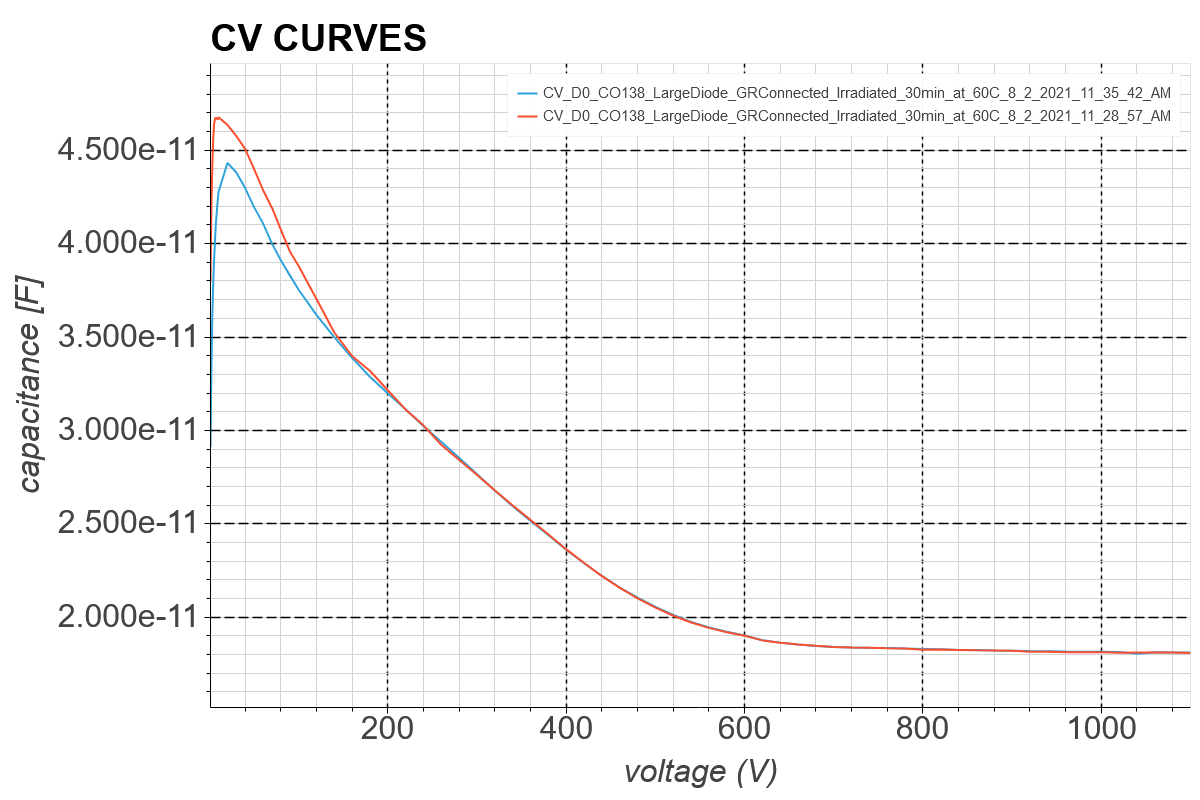 CV CURVES
CV_D0_CO138_LargeDiode_GRConnected_Irradiated_30min_at_60C_8_2_2021_11_35_42_AM
CV_D0_CO138_LargeDiode_GRConnected_Irradiated_30min_at_60C_8_2_2021_11_28_57_AM
4.500e-11
4.000e-11
3.500e-11
3.000e-11
2.500e-11
2.000e-11
capacitance [F]
200 400 600 800 1000
voltage (V)